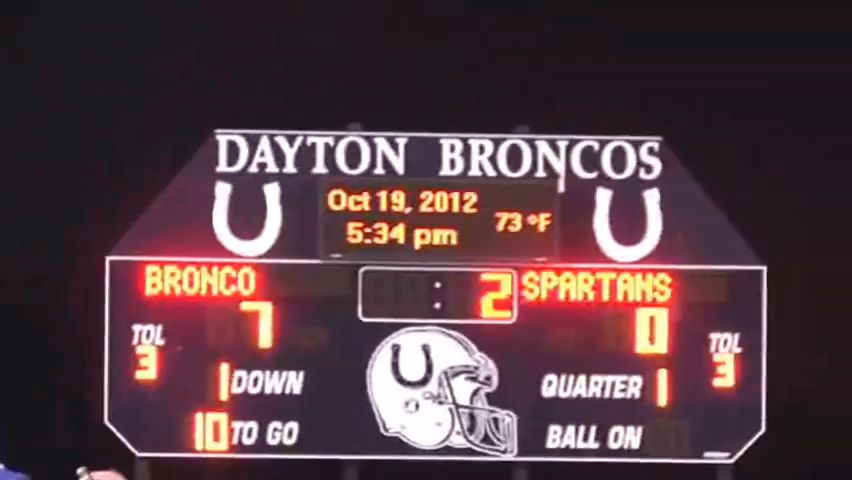 DAYTON BRONCOS
Oct 19, 2012
5:34 pm
73 °F
BRONCO : 2 SPARTANS
7 0
TOL TOL
3 3
1 DOWN QUARTER 1
10 TO GO BALL ON